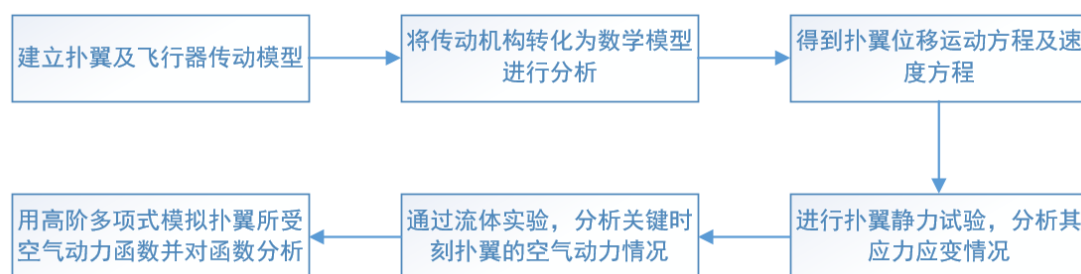 建立扑翼及飞行器传动模型
将传动机构转化为数学模型
进行分析
得到扑翼位移运动方程及速
度方程
进行扑翼静力试验，分析其
应力应变情况
通过流体实验，分析关键时
刻扑翼的空气动力情况
用高阶多项式模拟扑翼所受
空气动力函数并对函数分析